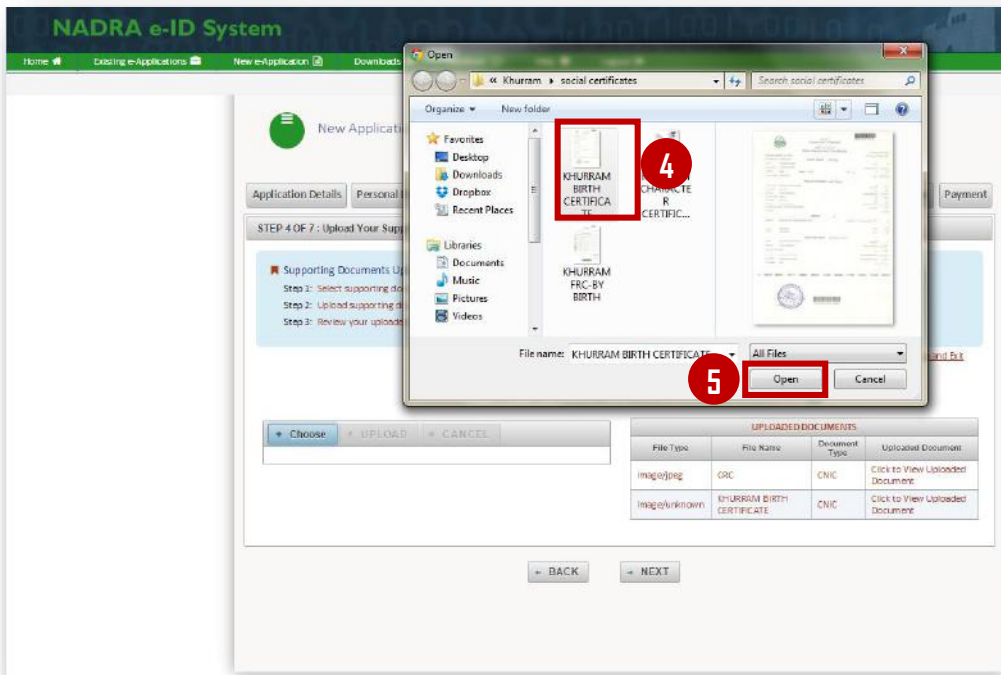 NADRA e-ID System
Home
Existing e-Applications
New e-Application
Downloads
Open
« Khurram ▸ social certificates
Search social certificates
Organize
New folder
Favorites
Desktop
Downloads
Dropbox
Recent Places
Libraries
Documents
Music
Pictures
Videos
KHURRAM
BIRTH
CERTIFICA
TE
4
CHARACTE
R
CERTIFIC...
KHURRAM
FRC-BY
BIRTH
File name: KHURRAM BIRTH CERTIFICATE
All Files
5
Open
Cancel
New Applicati
Application Details
Personal
Payment
STEP 4 OF 7 : Upload Your Supp
Supporting Documents Up
Step 1: Select supporting do
Step 2: Upload supporting d
Step 3: Review your uploade
and Exit
+ Choose
UPLOAD
CANCEL
UPLOADED DOCUMENTS
File Type
File Name
Document
Type
Uploaded Document
image/jpeg
CRC
CNIC
Click to View Uploaded
Document
image/unknown
KHURRAM BIRTH
CERTIFICATE
CNIC
Click to View Uploaded
Document
BACK
NEXT